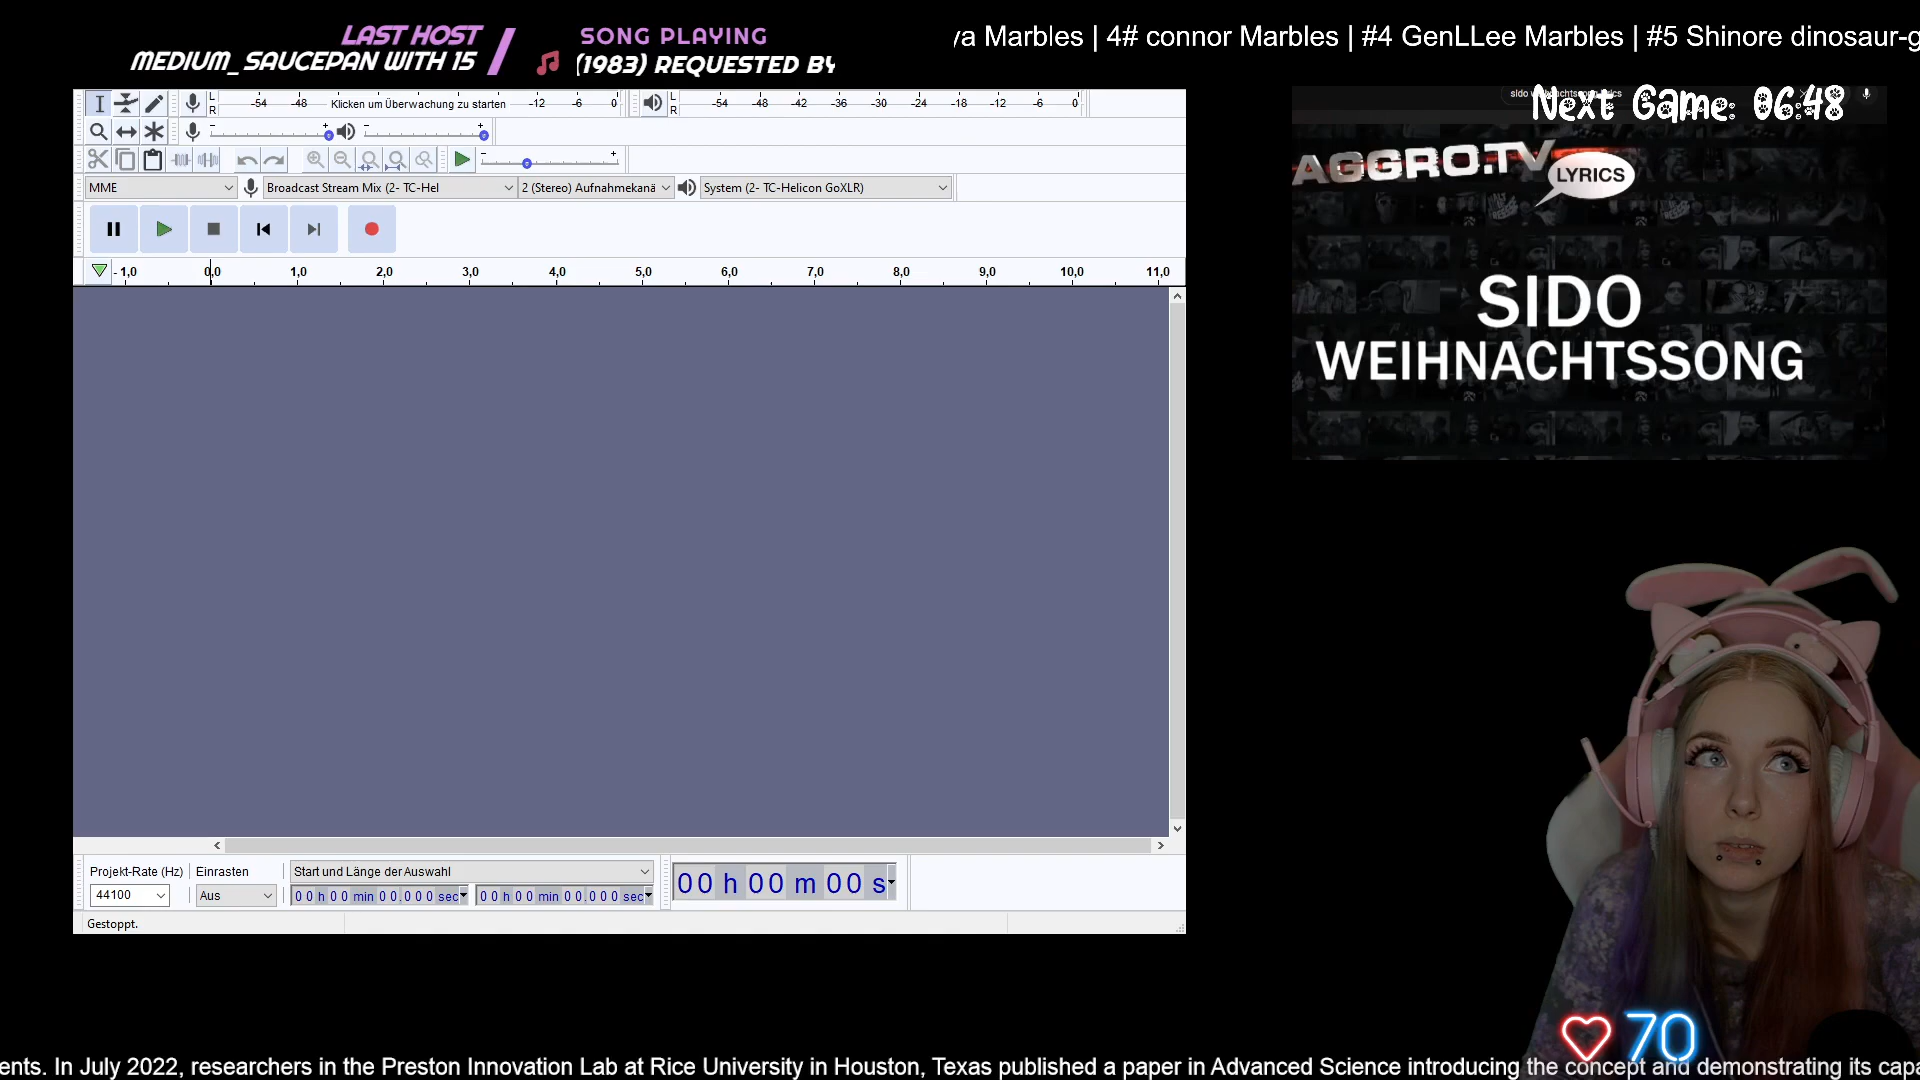 LAST HOST
MEDIUM_SAUCEPAN WITH 15
SONG PLAYING
(1983) REQUESTED BY
ya Marbles | 4# connor Marbles | #4 GenLLee Marbles | #5 Shinore dinosaur-g
L
R
-54 -48 Klicken um Überwachung zu starten -12 -6 0
L
R
-54 -48 -42 -36 -30 -24 -18 -12 -6 0
MME
Broadcast Stream Mix (2- TC-Hel
2 (Stereo) Aufnahmekanä
System (2- TC-Helicon GoXLR)
- 1,0 0,0 1,0 2,0 3,0 4,0 5,0 6,0 7,0 8,0 9,0 10,0 11,0
Next Game: 06:48
AGGRO.TV
LYRICS
SIDO
WEIHNACHTSSONG
Projekt-Rate (Hz)
Einrasten
Start und Länge der Auswahl
44100
Aus
00 h 00 min 00.000 sec
00 h 00 min 00.000 sec
00 h 00 m 00 s
Gestoppt.
70
ents. In July 2022, researchers in the Preston Innovation Lab at Rice University in Houston, Texas published a paper in Advanced Science introducing the concept and demonstrating its capa